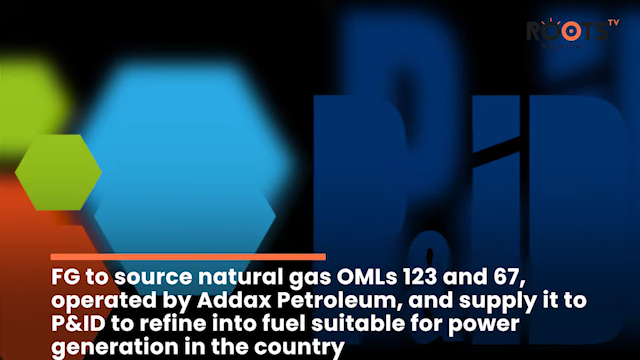 ROOTS TV
P&ID
FG to source natural gas OMLs 123 and 67,
operated by Addax Petroleum, and supply it to
P&ID to refine into fuel suitable for power
generation in the country